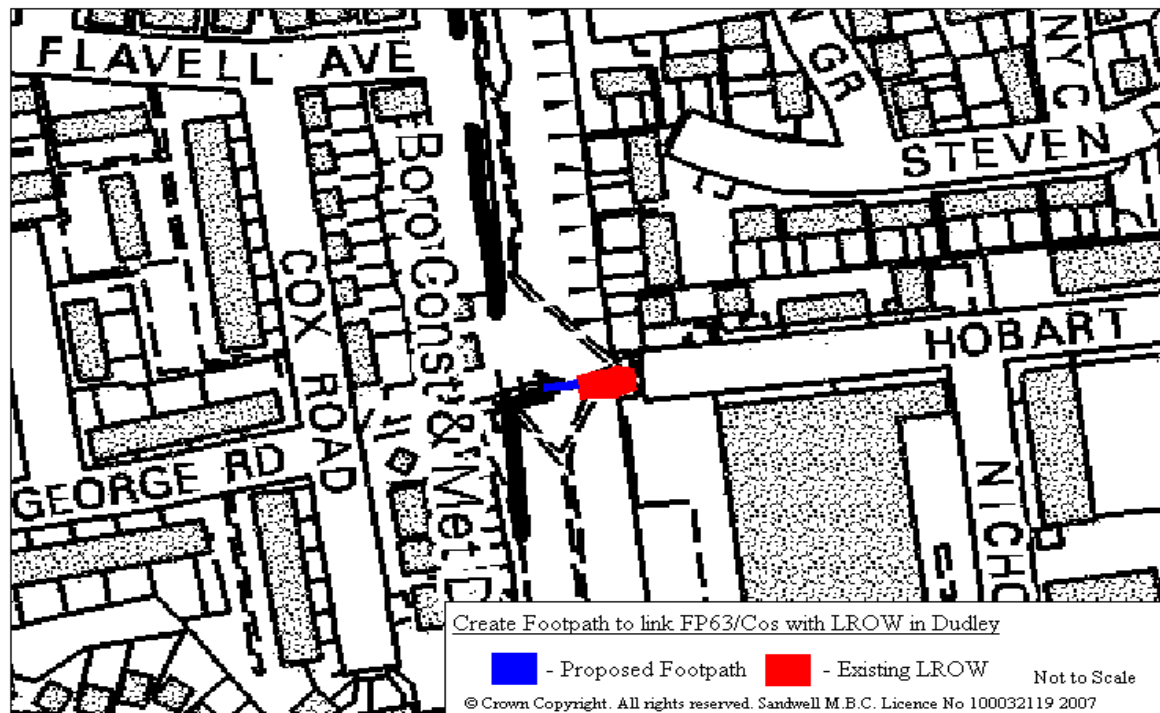 FLAVELL AVE
N GR
NY C
STEVEN
Boro' Const' & 'Met D
COX ROAD
HOBART
GEORGE RD
NICHO
Create Footpath to link FP63/Cos with LROW in Dudley
- Proposed Footpath
- Existing LROW
Not to Scale
© Crown Copyright. All rights reserved. Sandwell M.B.C. Licence No 100032119 2007